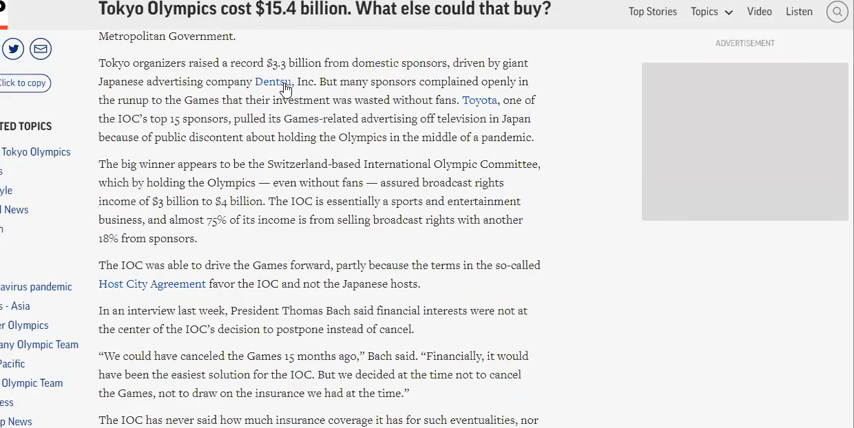 Tokyo Olympics cost $15.4 billion. What else could that buy?
Top Stories Topics Video Listen
Metropolitan Government.
ADVERTISEMENT
Tokyo organizers raised a record $3.3 billion from domestic sponsors, driven by giant
Japanese advertising company Dentsu, Inc. But many sponsors complained openly in
the runup to the Games that their investment was wasted without fans. Toyota, one of
the IOC's top 15 sponsors, pulled its Games-related advertising off television in Japan
because of public discontent about holding the Olympics in the middle of a pandemic.
Click to copy
TED TOPICS
Tokyo Olympics
s
yle
l News
n
avirus pandemic
s - Asia
er Olympics
any Olympic Team
Pacific
Olympic Team
ess
p News
The big winner appears to be the Switzerland-based International Olympic Committee,
which by holding the Olympics — even without fans — assured broadcast rights
income of $3 billion to $4 billion. The IOC is essentially a sports and entertainment
business, and almost 75% of its income is from selling broadcast rights with another
18% from sponsors.
The IOC was able to drive the Games forward, partly because the terms in the so-called
Host City Agreement favor the IOC and not the Japanese hosts.
In an interview last week, President Thomas Bach said financial interests were not at
the center of the IOC's decision to postpone instead of cancel.
“We could have canceled the Games 15 months ago,” Bach said. “Financially, it would
have been the easiest solution for the IOC. But we decided at the time not to cancel
the Games, not to draw on the insurance we had at the time.”
The IOC has never said how much insurance coverage it has for such eventualities, nor